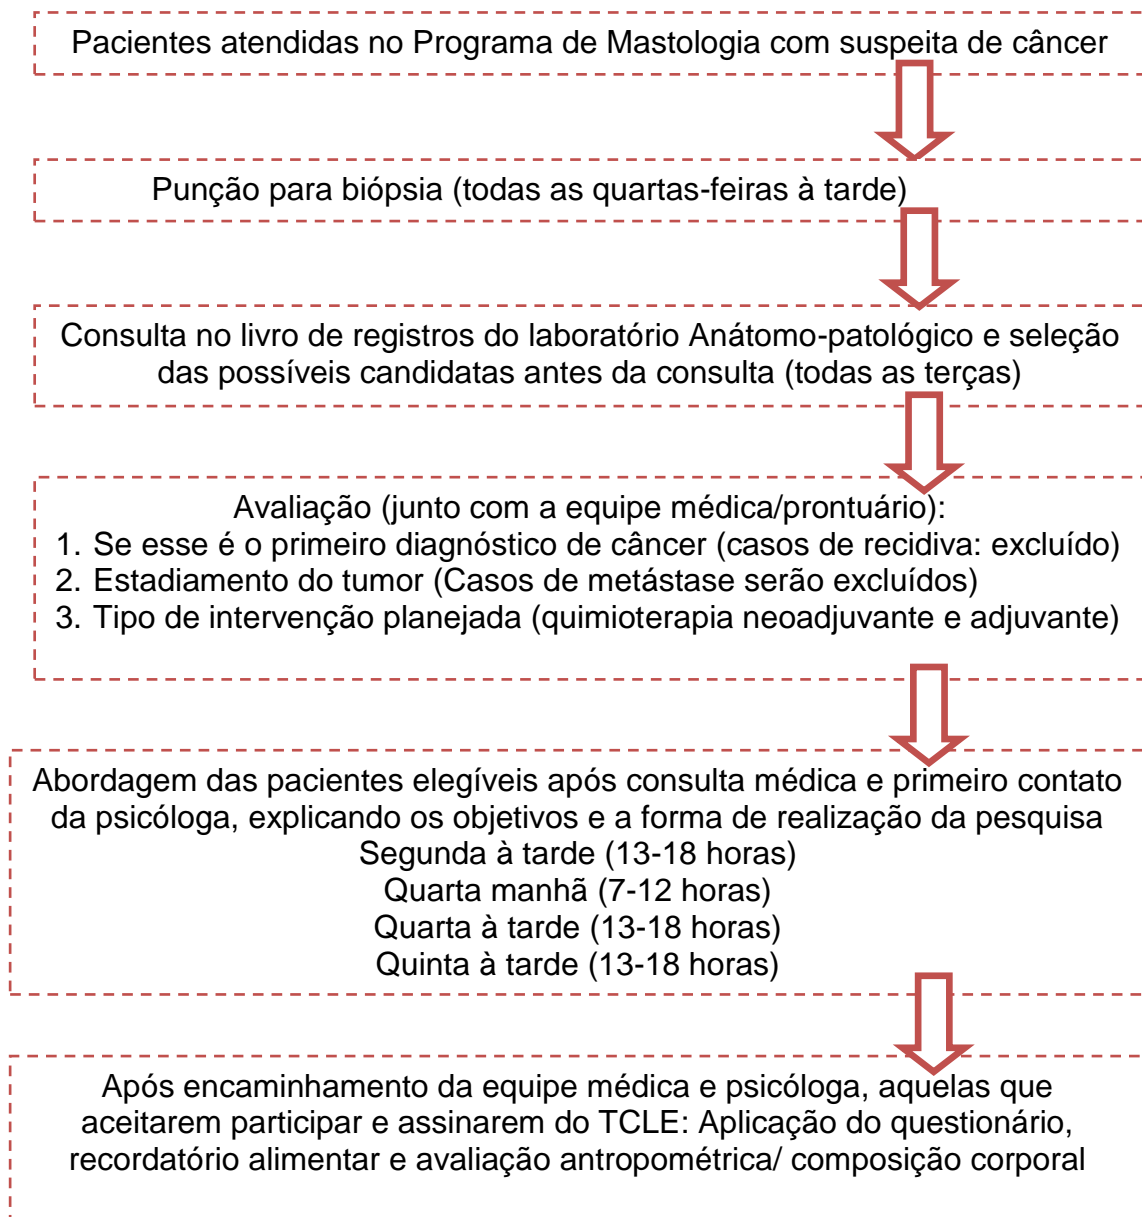 Pacientes atendidas no Programa de Mastologia com suspeita de câncer
Punção para biópsia (todas as quartas-feiras à tarde)
Consulta no livro de registros do laboratório Anátomo-patológico e seleção
das possíveis candidatas antes da consulta (todas as terças)
Avaliação (junto com a equipe médica/prontuário):
1. Se esse é o primeiro diagnóstico de câncer (casos de recidiva: excluído)
2. Estadiamento do tumor (Casos de metástase serão excluídos)
3. Tipo de intervenção planejada (quimioterapia neoadjuvante e adjuvante)
Abordagem das pacientes elegíveis após consulta médica e primeiro contato
da psicóloga, explicando os objetivos e a forma de realização da pesquisa
Segunda à tarde (13-18 horas)
Quarta manhã (7-12 horas)
Quarta à tarde (13-18 horas)
Quinta à tarde (13-18 horas)
Após encaminhamento da equipe médica e psicóloga, aquelas que
aceitarem participar e assinarem do TCLE: Aplicação do questionário,
recordatório alimentar e avaliação antropométrica/ composição corporal